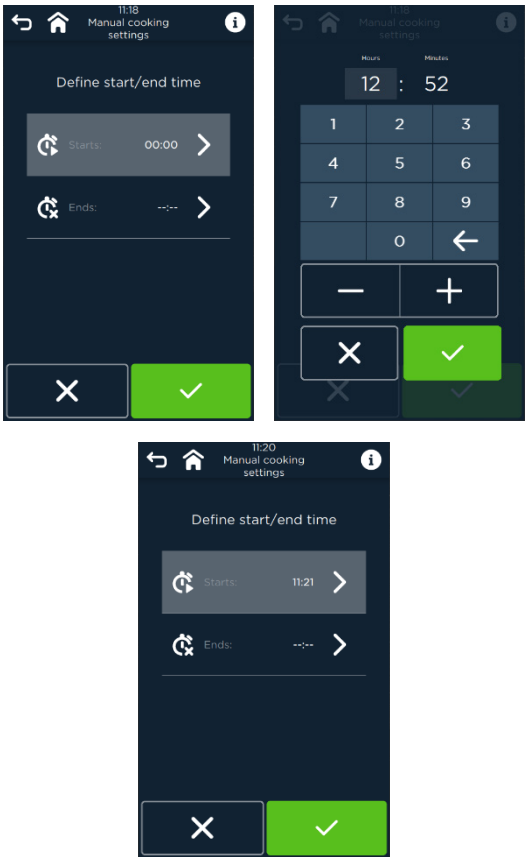 11:18
Manual cooking
settings
Define start/end time
Starts: 00:00
Ends: --:--
11:18
Manual cooking
settings
Hours Minutes
12 : 52
1 2 3
4 5 6
7 8 9
0
11:20
Manual cooking
settings
Define start/end time
Starts: 11:21
Ends: --:--